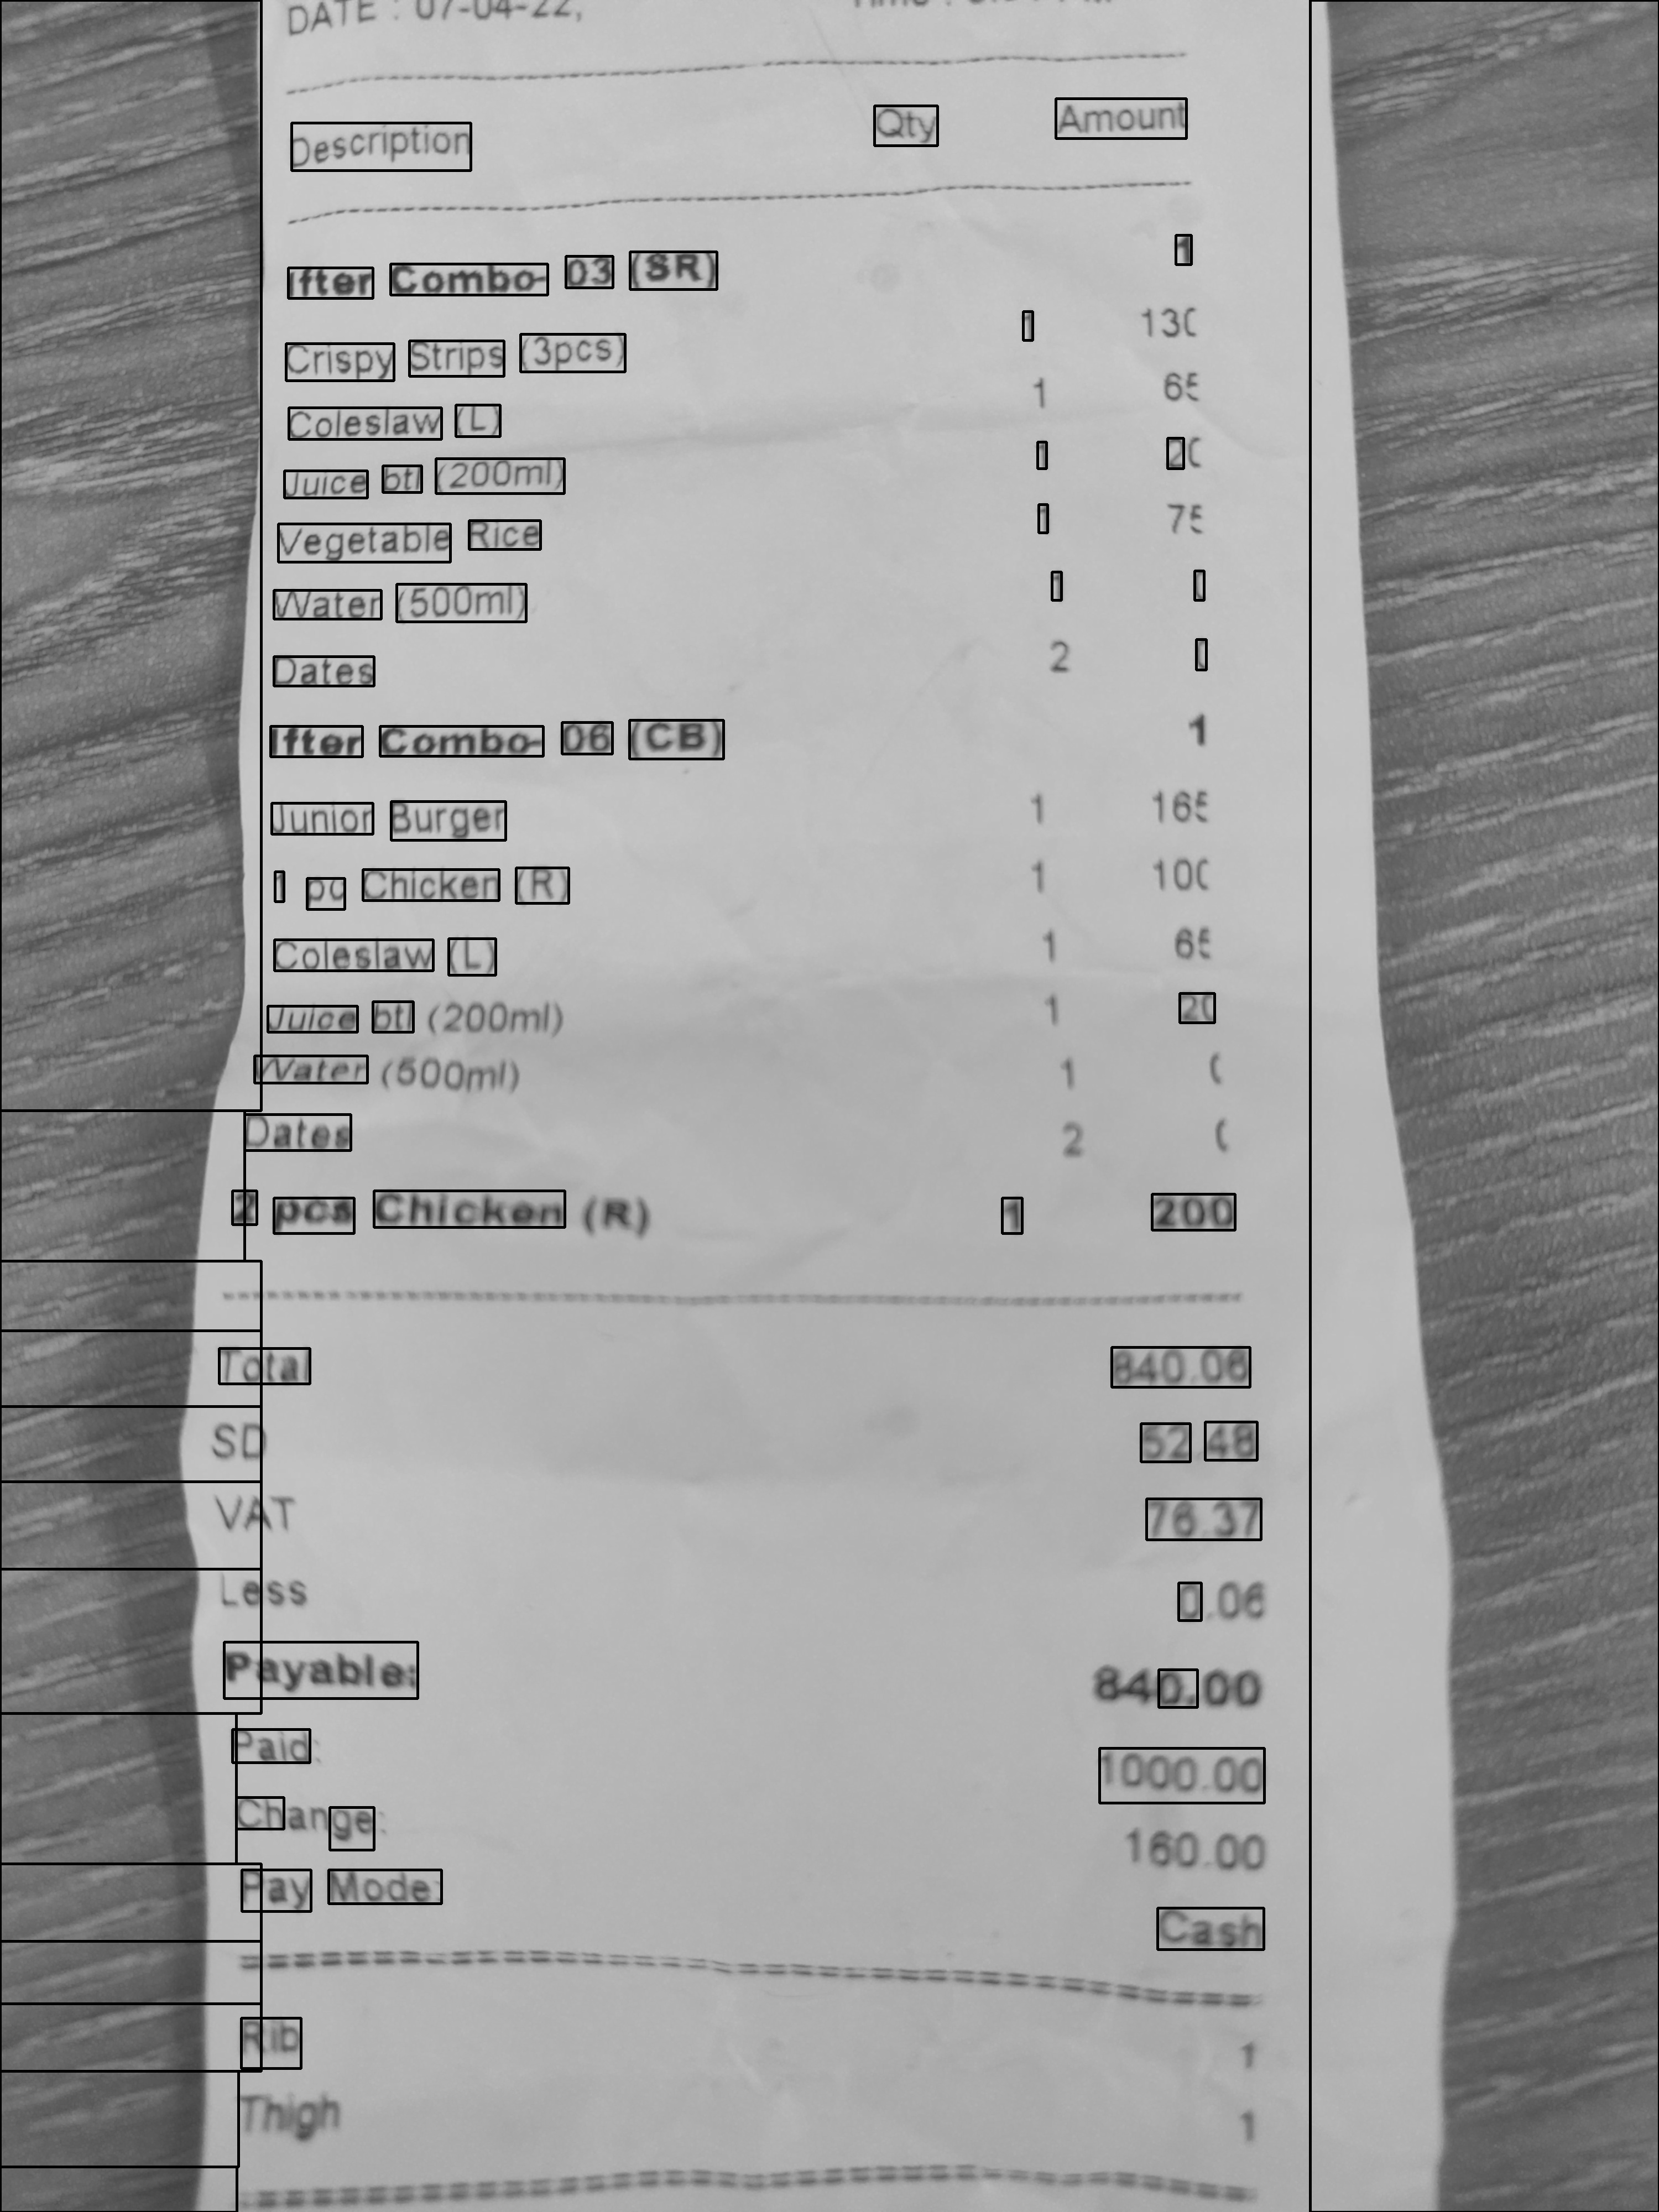 DATE : 07-04-22,
Description Qty Amount
Ifter Combo-03 (SR) 1
Crispy Strips (3pcs) 1 130
Coleslaw (L) 1 65
Juice btl (200ml) 1 20
Vegetable Rice 1 75
Water (500ml) 1 0
Dates 2 0
Ifter Combo-06 (CB) 1
Junior Burger 1 165
1 pc Chicken (R) 1 100
Coleslaw (L) 1 65
Juice btl (200ml) 1 20
Water (500ml) 1 0
Dates 2 0
2 pcs Chicken (R) 1 200
Total 840.06
SD 52.48
VAT 76.37
Less 0.06
Payable: 840.00
Paid: 1000.00
Change: 160.00
Pay Mode: Cash
Rib 1
Thigh 1